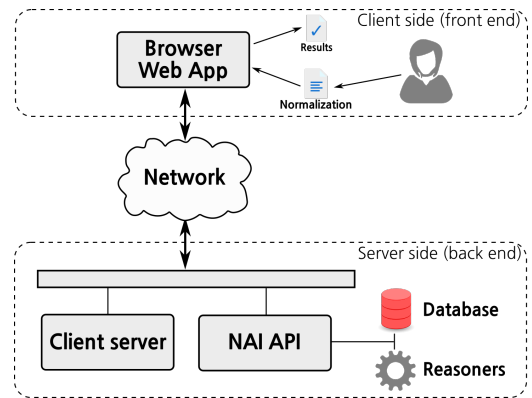 Client side (front end)
Browser
Web App
Results
Normalization
Network
Server side (back end)
Client server
NAI API
Database
Reasoners